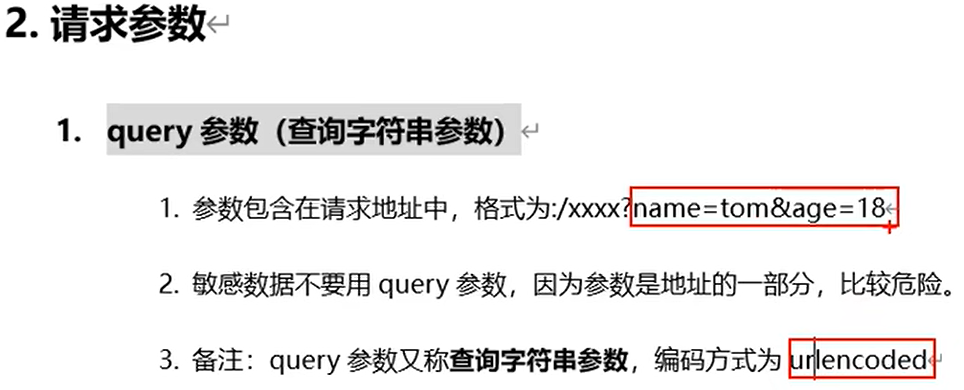 2. 请求参数
1. query 参数（查询字符串参数）
1. 参数包含在请求地址中，格式为:/xxxx?name=tom&age=18
2. 敏感数据不要用 query 参数，因为参数是地址的一部分，比较危险。
3. 备注：query 参数又称查询字符串参数，编码方式为 urlencoded